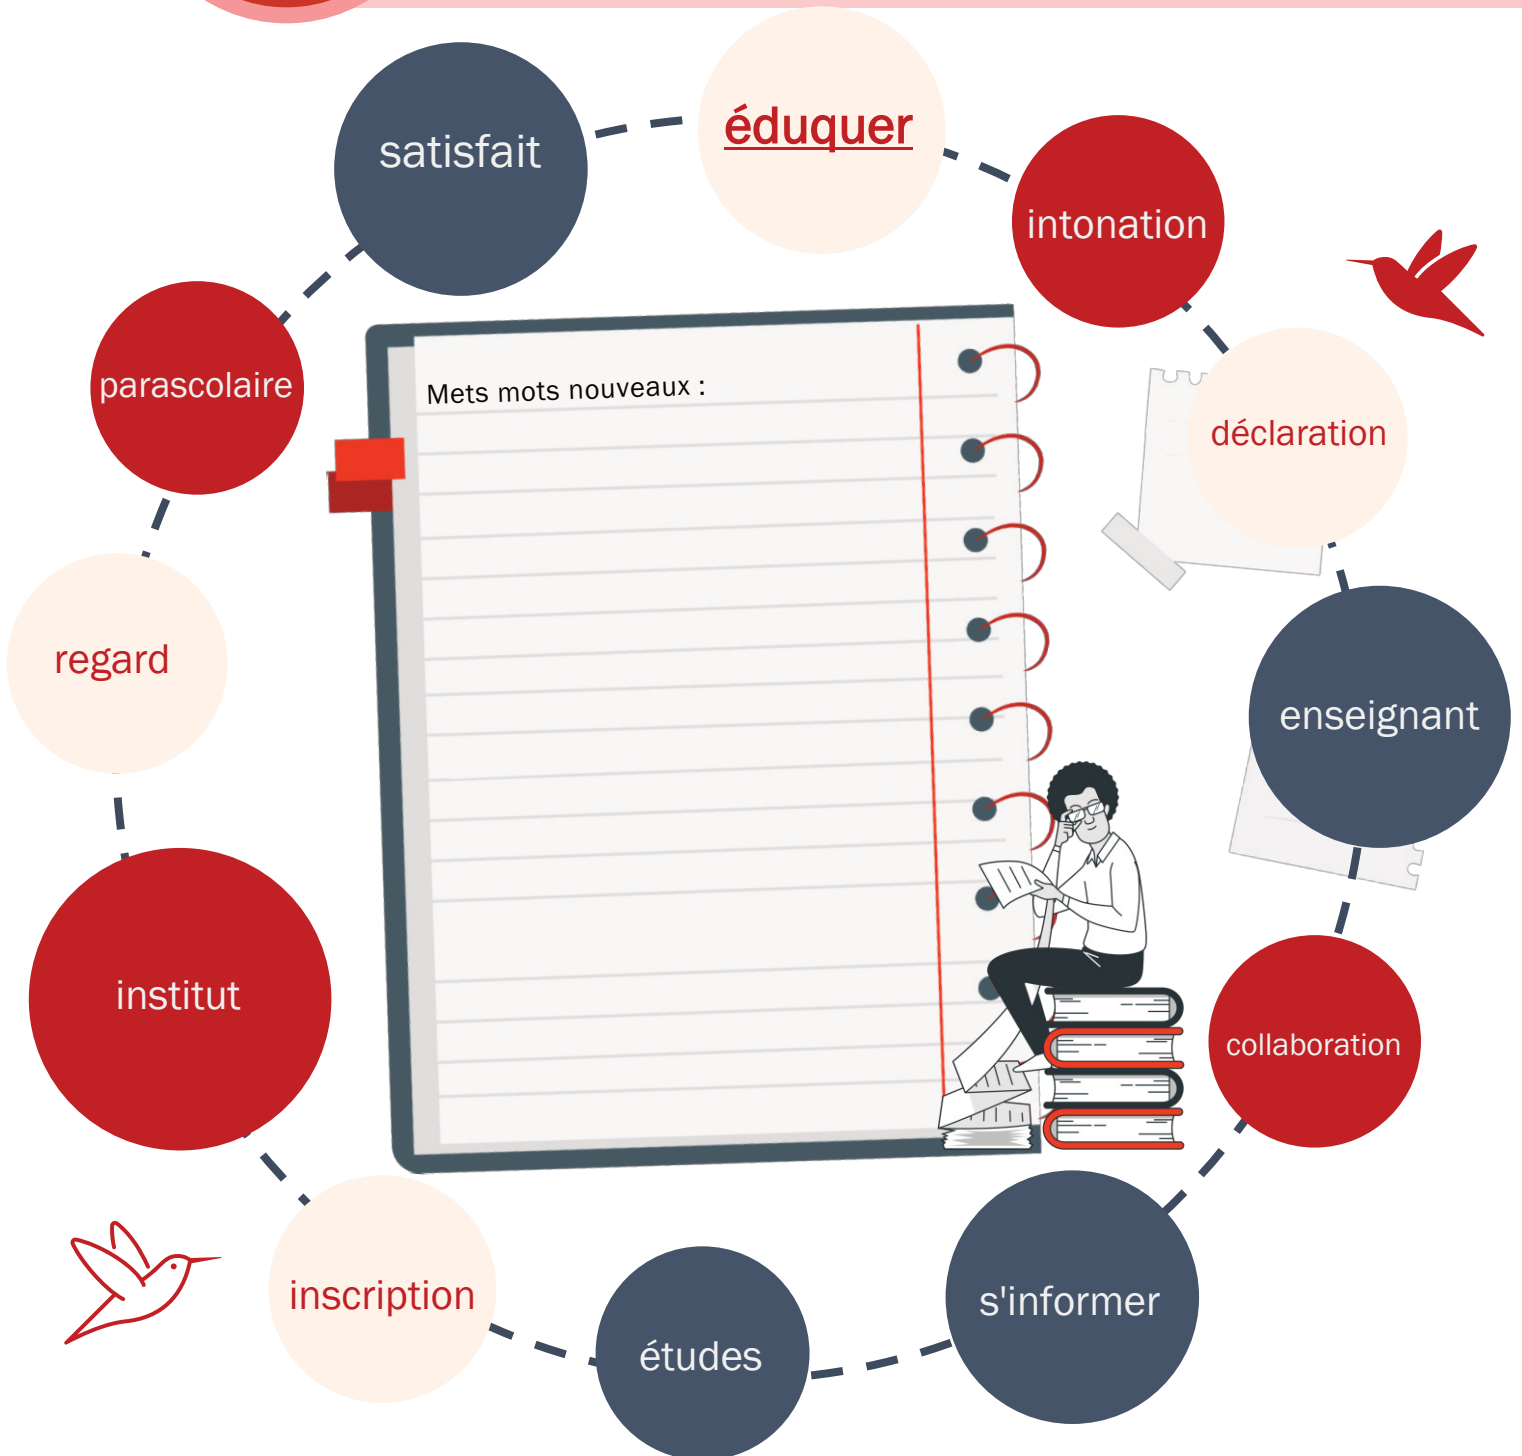 éduquer
satisfait
intonation
parascolaire
Mets mots nouveaux :
déclaration
regard
enseignant
institut
collaboration
inscription
s'informer
études